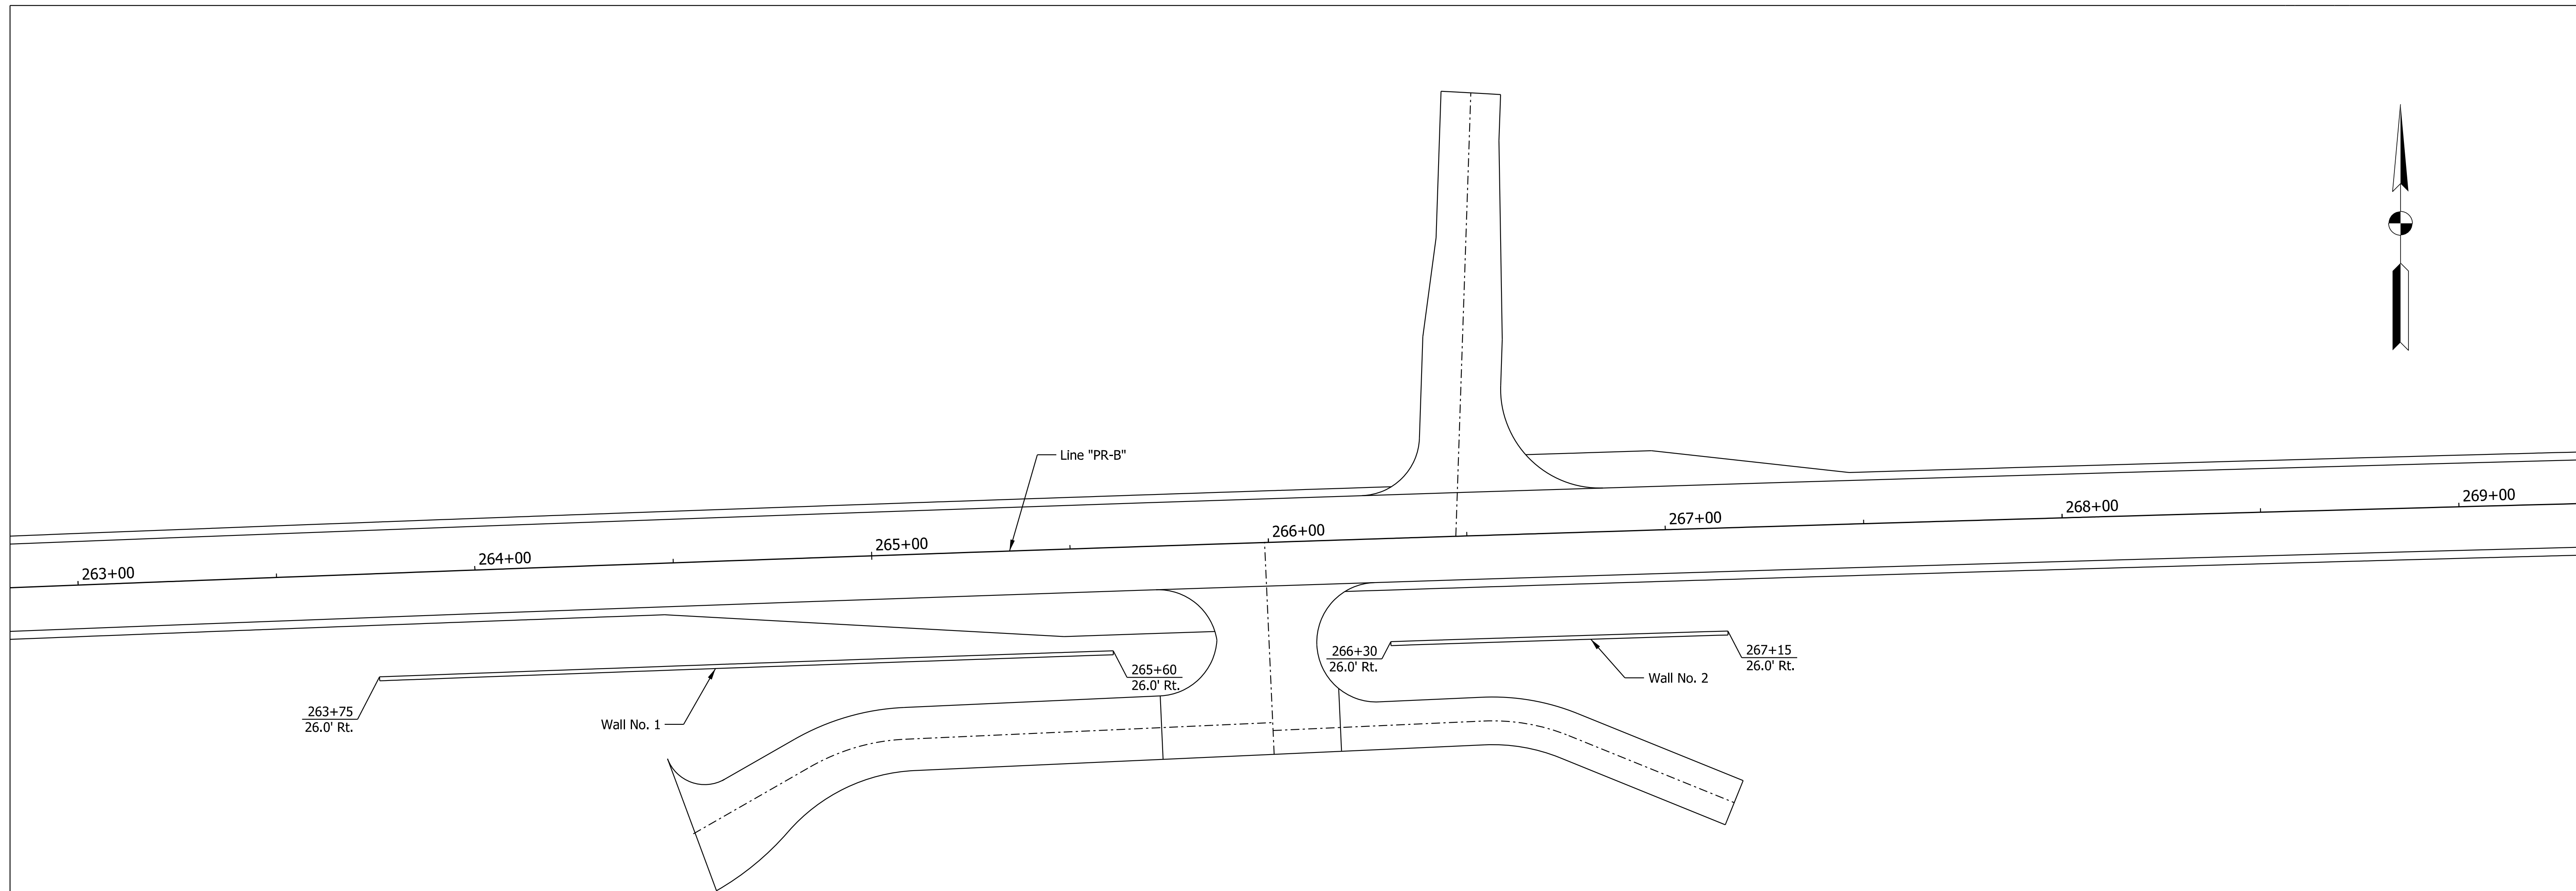 Line "PR-B"
263+00
264+00
265+00
266+00
267+00
268+00
269+00
263+75
26.0' Rt.
Wall No. 1
265+60
26.0' Rt.
266+30
26.0' Rt.
Wall No. 2
267+15
26.0' Rt.